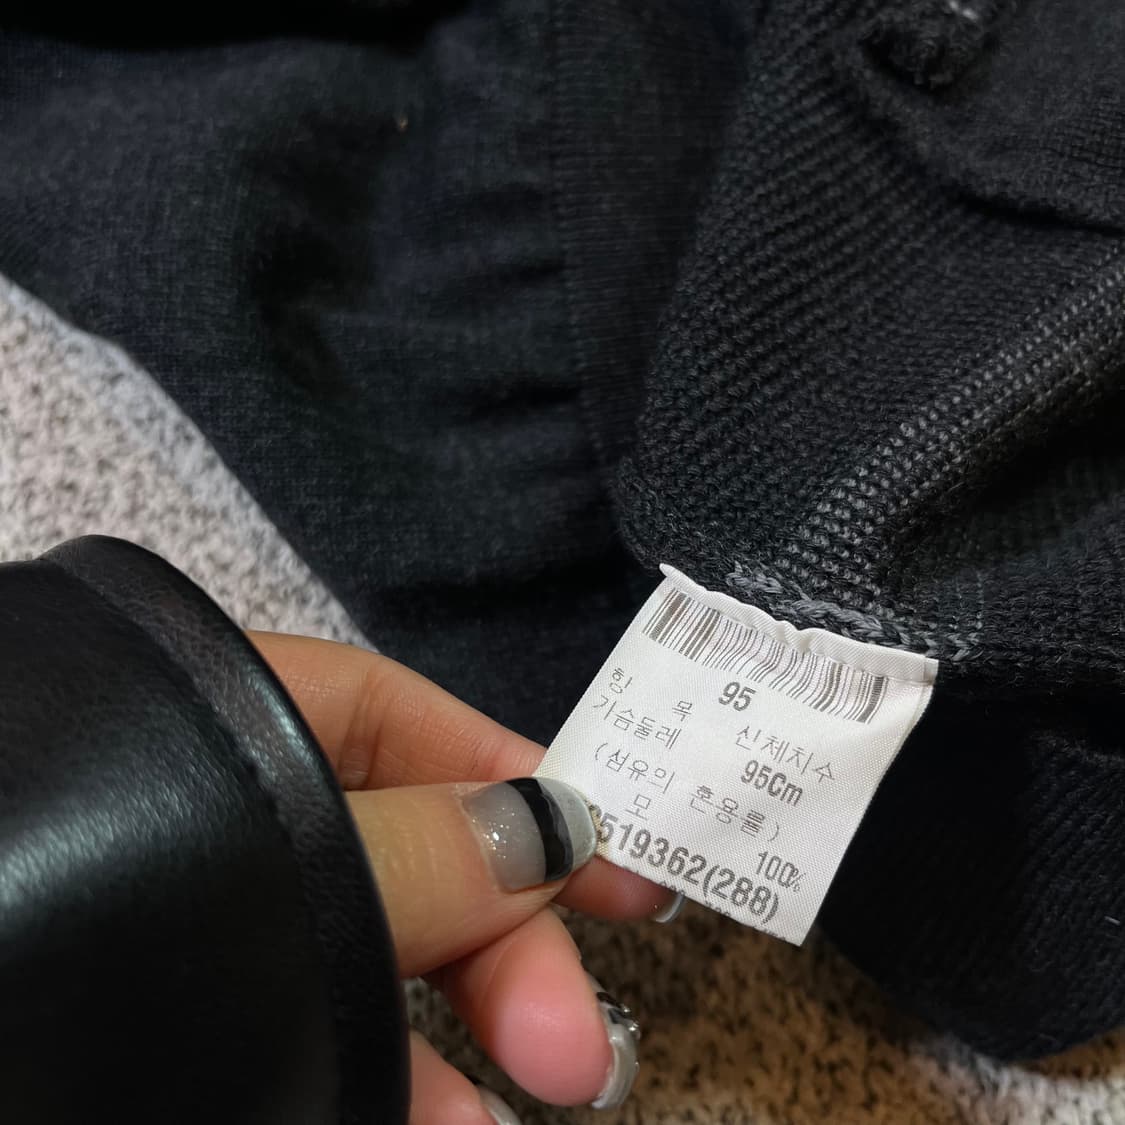 항 목 95
가슴둘레 신체치수
95Cm
(섬유의 혼용률)
모 100%
519362(288)